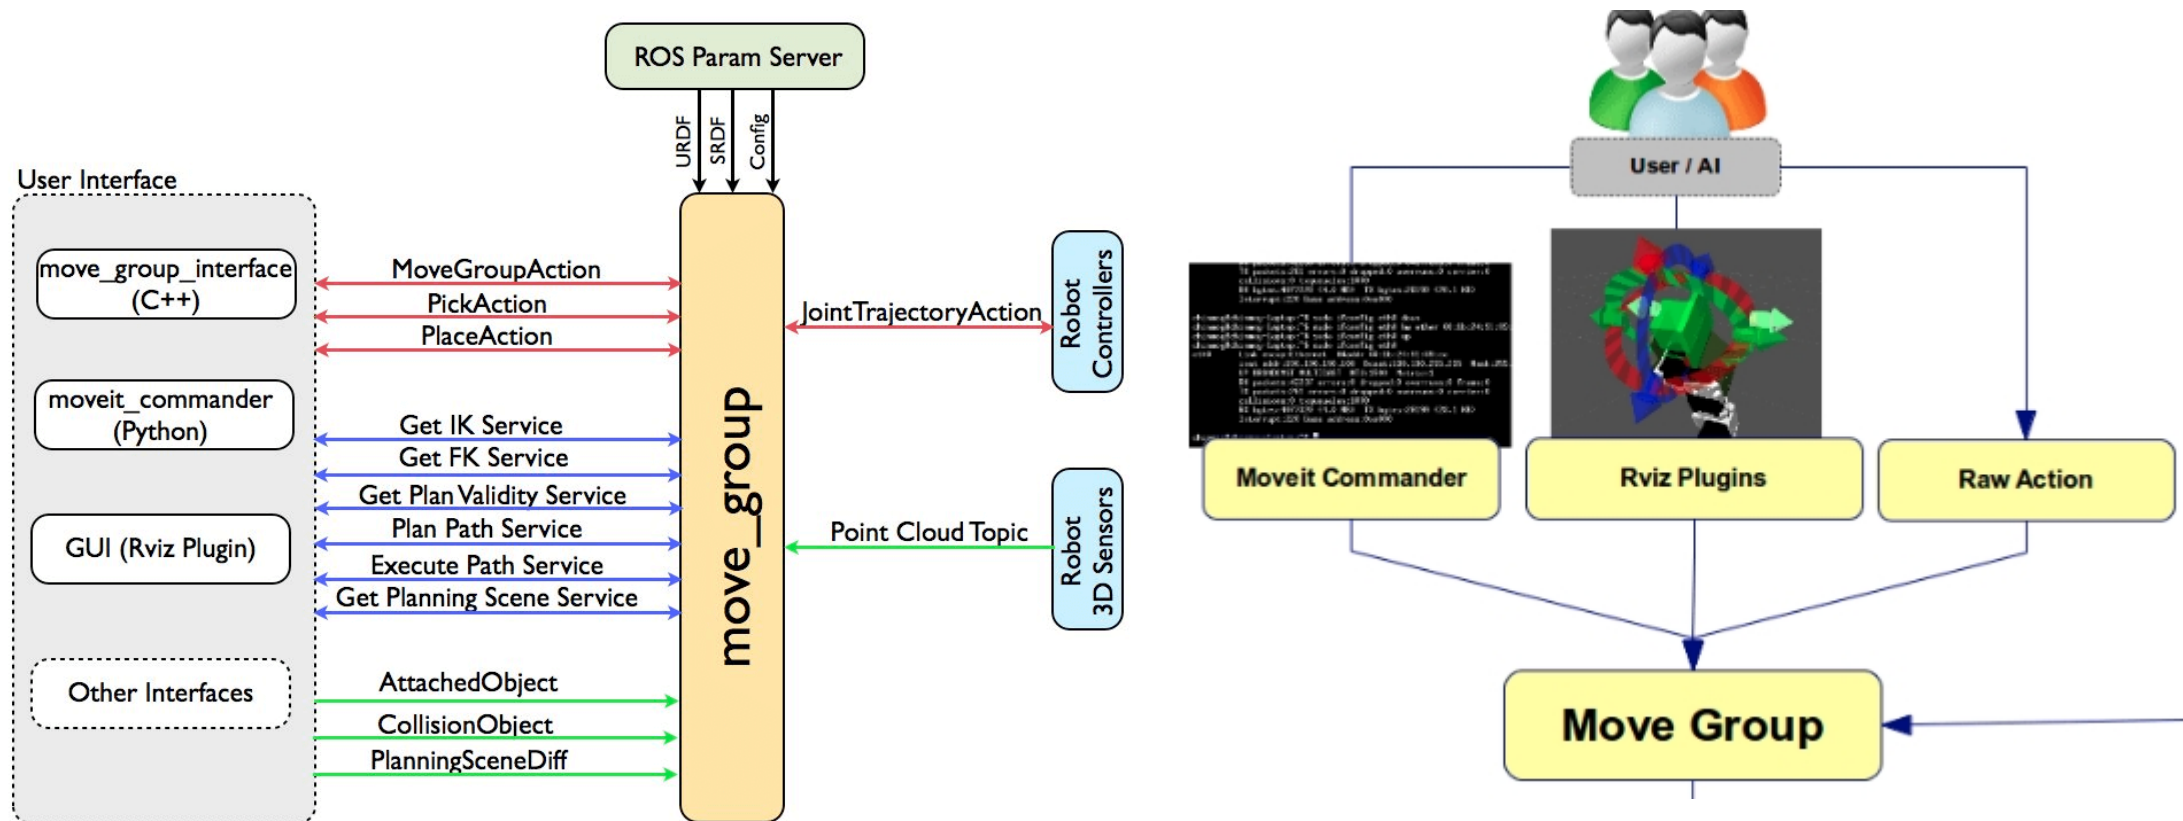 ROS Param Server
URDF
SRDF
Config
User Interface
move_group_interface
(C++)
moveit_commander
(Python)
GUI (Rviz Plugin)
Other Interfaces
MoveGroupAction
PickAction
PlaceAction
Get IK Service
Get FK Service
Get Plan Validity Service
Plan Path Service
Execute Path Service
Get Planning Scene Service
AttachedObject
CollisionObject
PlanningSceneDiff
move_group
JointTrajectoryAction
Point Cloud Topic
Robot
Controllers
Robot
3D Sensors
User / AI
Moveit Commander
Rviz Plugins
Raw Action
Move Group